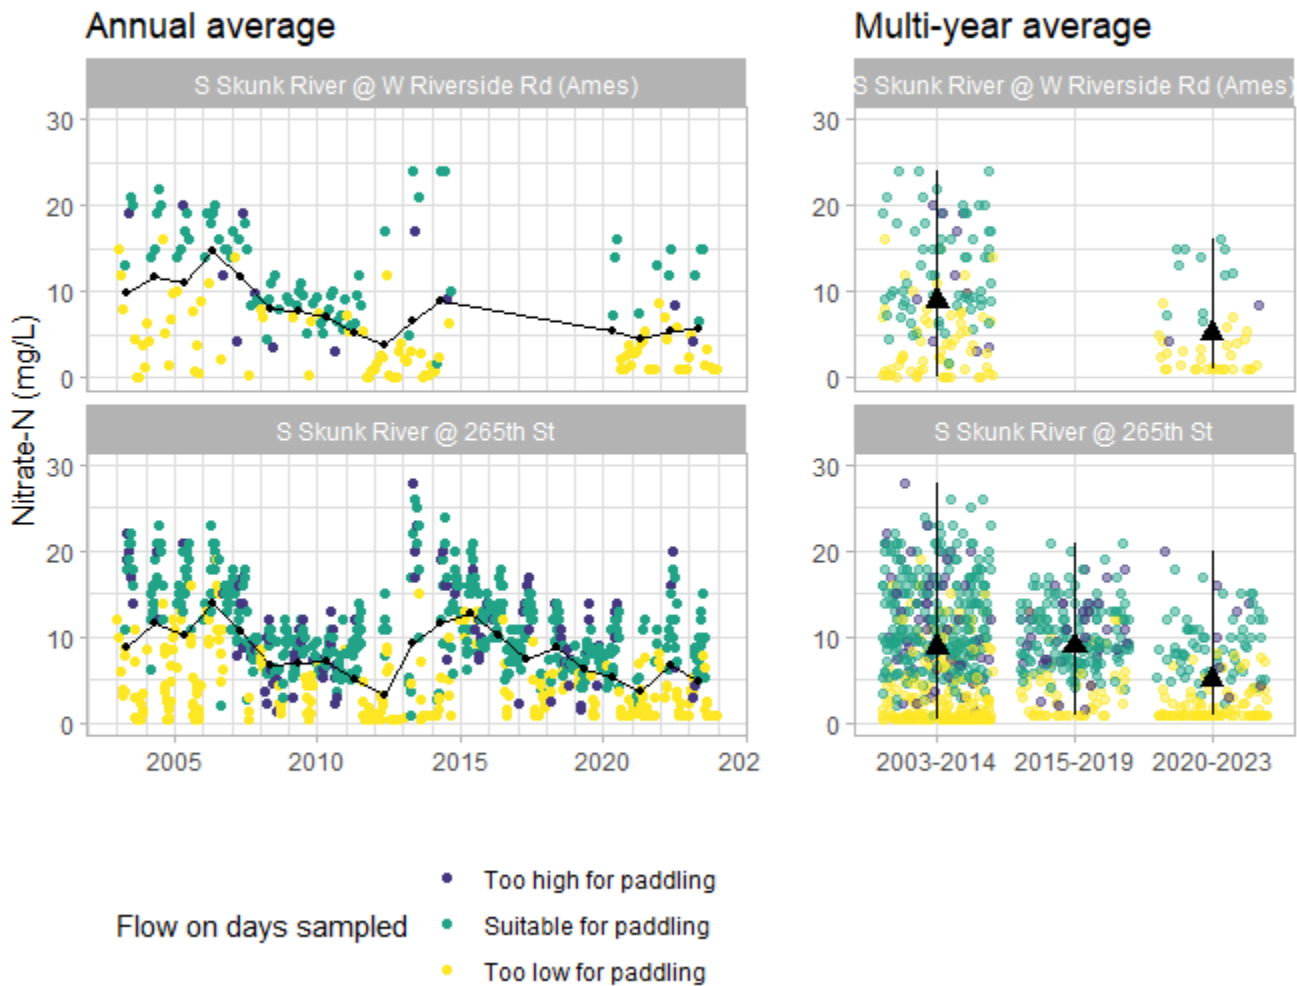 Annual average
Multi-year average
S Skunk River @ W Riverside Rd (Ames)
S Skunk River @ W Riverside Rd (Ames)
30
20
10
0
30
20
10
0
S Skunk River @ 265th St
S Skunk River @ 265th St
30
20
10
0
30
20
10
0
Nitrate-N (mg/L)
2005 2010 2015 2020 202
2003-2014 2015-2019 2020-2023
Flow on days sampled
Too high for paddling
Suitable for paddling
Too low for paddling